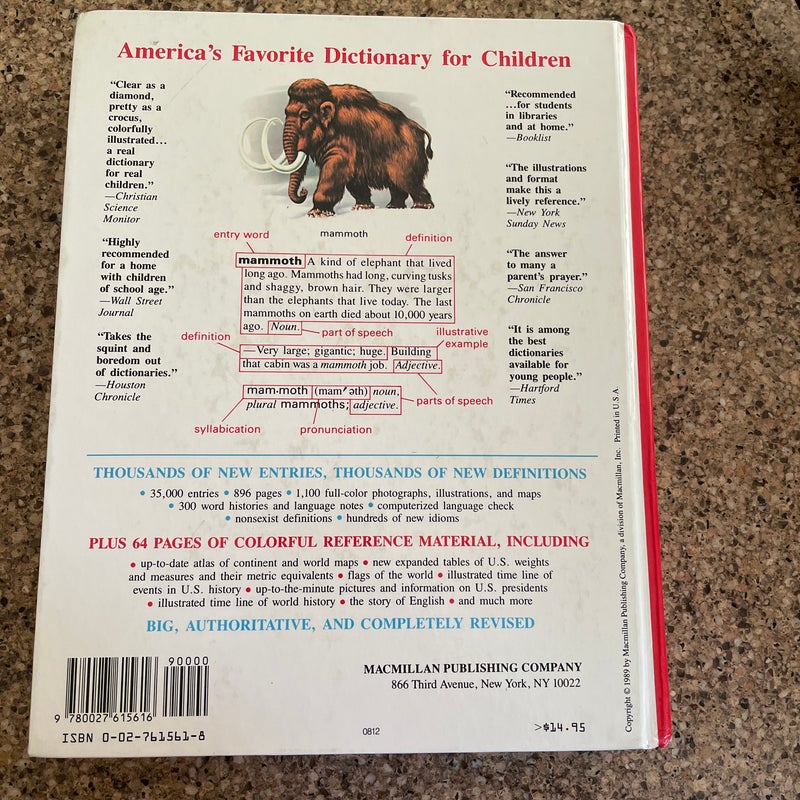 America's Favorite Dictionary for Children
"Clear as a
diamond,
pretty as a
crocus,
colorfully
illustrated...
a real
dictionary
for real
children."
—Christian
Science
Monitor
"Highly
recommended
for a home
with children
of school age."
—Wall Street
Journal
"Takes the
squint and
boredom out
of dictionaries."
—Houston
Chronicle
mammoth
entry word
definition
mammoth A kind of elephant that lived
long ago. Mammoths had long, curving tusks
and shaggy, brown hair. They were larger
than the elephants that live today. The last
mammoths on earth died about 10,000 years
ago. Noun.
part of speech
definition
illustrative
example
—Very large; gigantic; huge. Building
that cabin was a mammoth job. Adjective.
parts of speech
mam•moth (mam′ əth) noun,
plural mammoths; adjective.
syllabication
pronunciation
"Recommended
...for students
in libraries
and at home."
—Booklist
"The illustrations
and format
make this a
lively reference."
—New York
Sunday News
"The answer
to many a
parent's prayer."
—San Francisco
Chronicle
"It is among
the best
dictionaries
available for
young people."
—Hartford
Times
THOUSANDS OF NEW ENTRIES, THOUSANDS OF NEW DEFINITIONS
• 35,000 entries • 896 pages • 1,100 full-color photographs, illustrations, and maps
• 300 word histories and language notes • computerized language check
• nonsexist definitions • hundreds of new idioms
PLUS 64 PAGES OF COLORFUL REFERENCE MATERIAL, INCLUDING
• up-to-date atlas of continent and world maps • new expanded tables of U.S. weights
and measures and their metric equivalents • flags of the world • illustrated time line of
events in U.S. history • up-to-the-minute pictures and information on U.S. presidents
• illustrated time line of world history • the story of English • and much more
BIG, AUTHORITATIVE, AND COMPLETELY REVISED
90000
9 780027 615616
ISBN 0-02-761561-8
MACMILLAN PUBLISHING COMPANY
866 Third Avenue, New York, NY 10022
0812
>$14.95
Copyright © 1989 by Macmillan Publishing Company, a division of Macmillan, Inc. Printed in U.S.A.